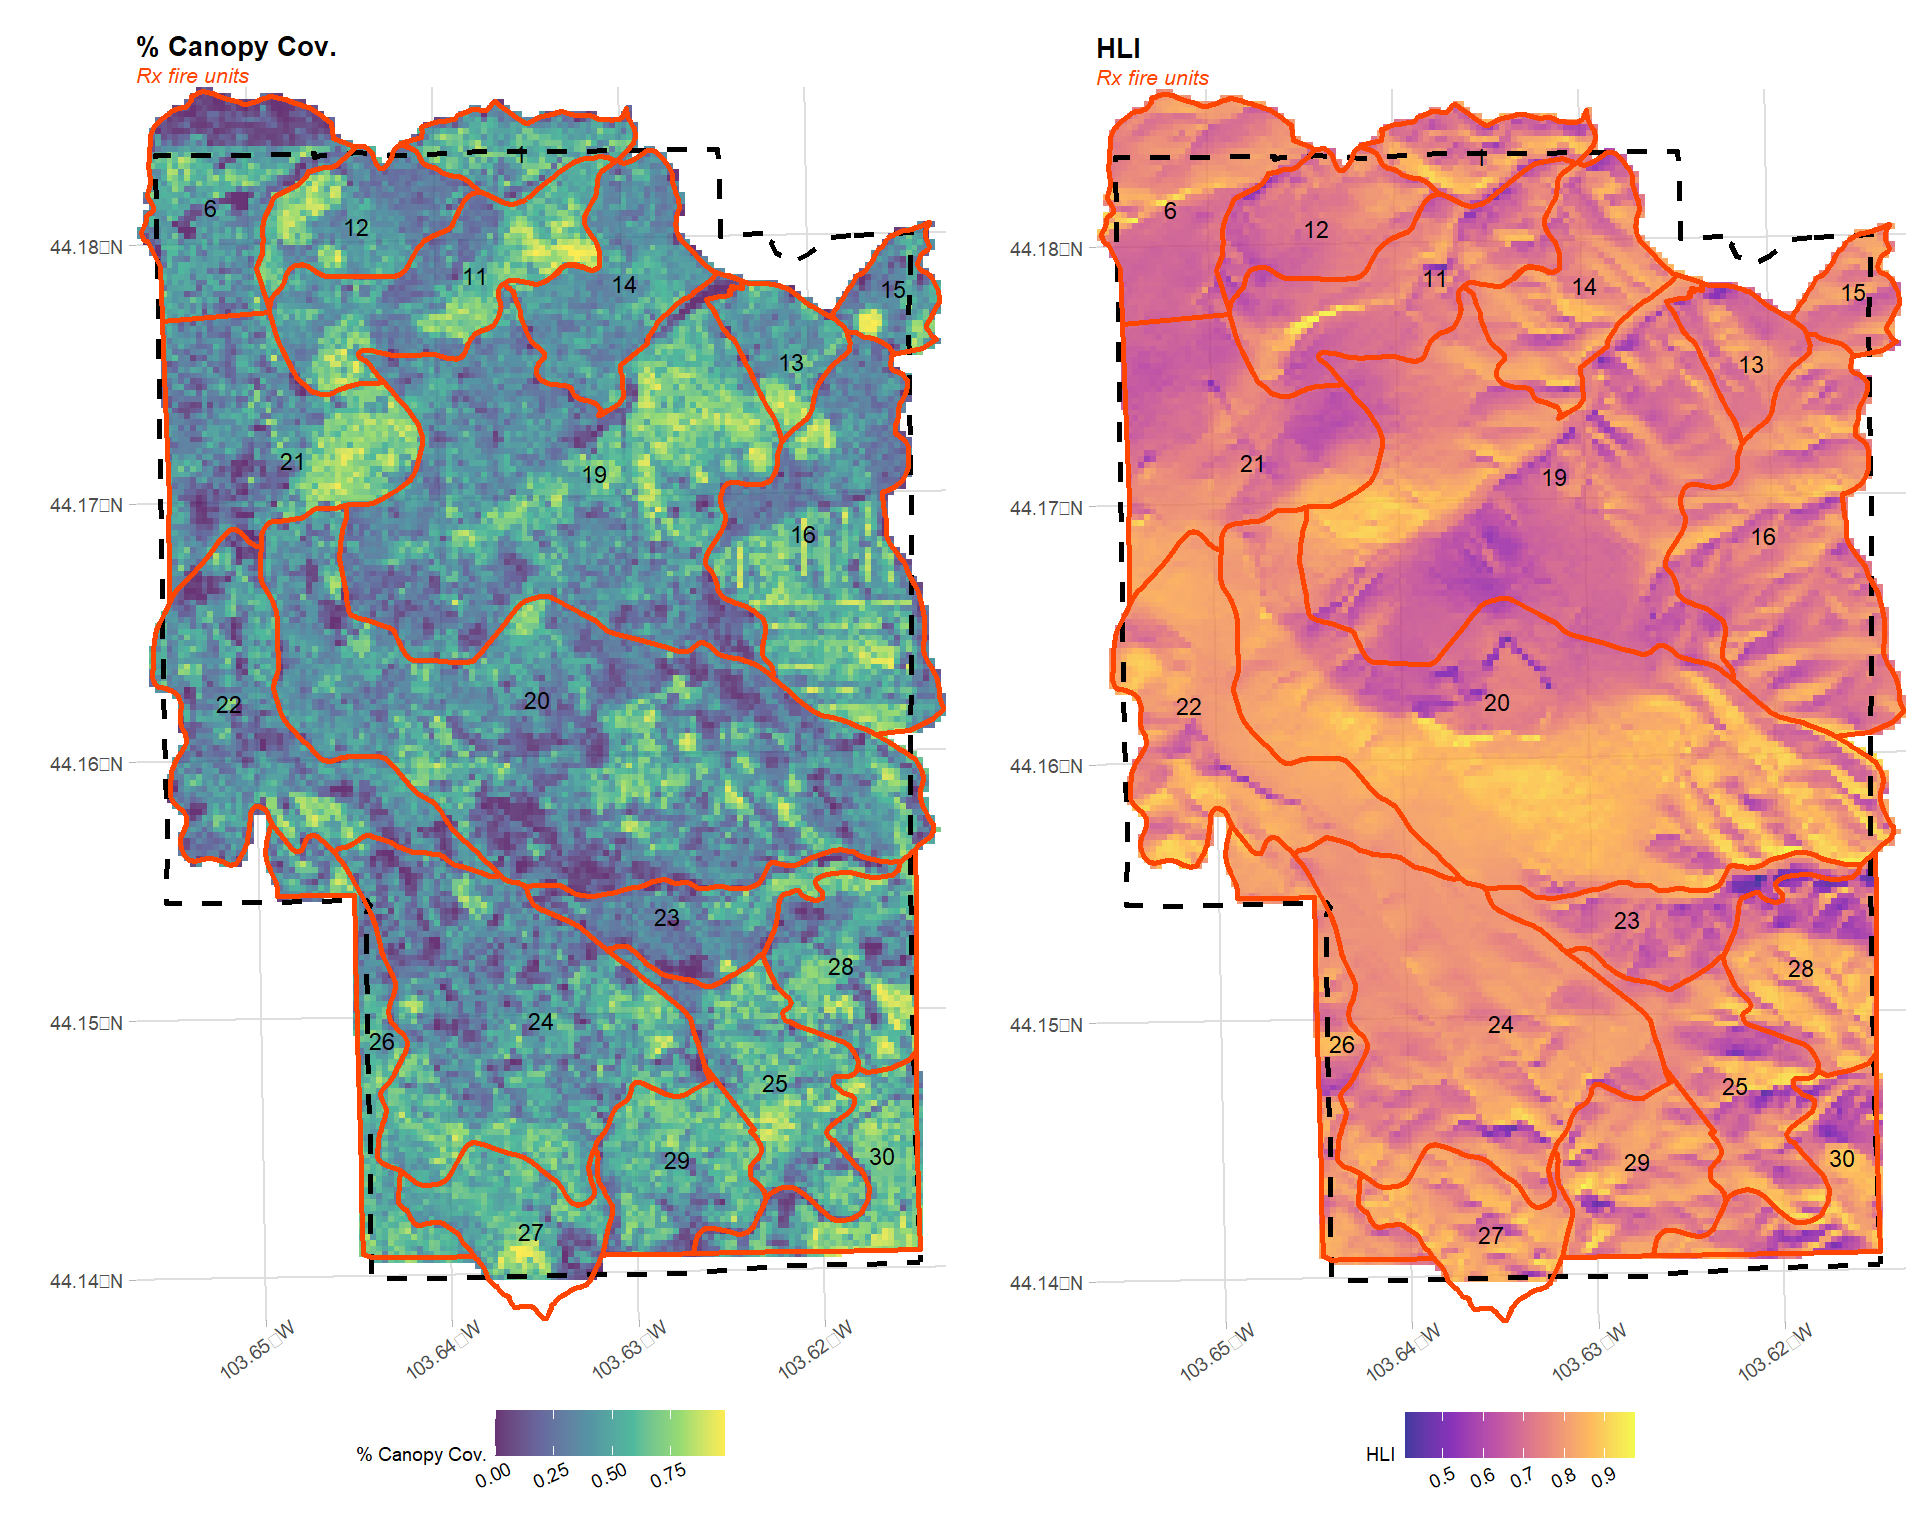 % Canopy Cov.
Rx fire units
1
6
12
11
14
15
13
21
19
16
22
20
23
28
24
26
25
29
30
27
44.18□N
44.17□N
44.16□N
44.15□N
44.14□N
103.65□W
103.64□W
103.63□W
103.62□W
% Canopy Cov.
0.00
0.25
0.50
0.75
HLI
Rx fire units
1
6
12
11
14
15
13
21
19
16
22
20
23
28
24
26
25
29
30
27
44.18□N
44.17□N
44.16□N
44.15□N
44.14□N
103.65□W
103.64□W
103.63□W
103.62□W
HLI
0.5
0.6
0.7
0.8
0.9